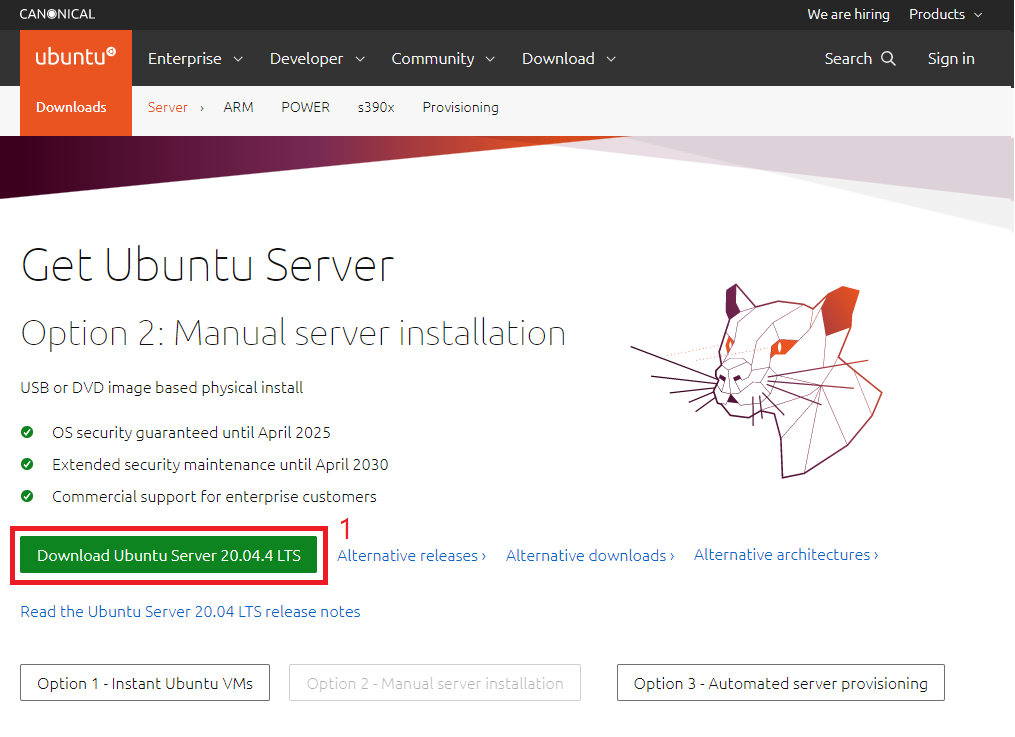 CANONICAL We are hiring Products
ubuntu Enterprise Developer Community Download Search Sign in
Downloads Server › ARM POWER s390x Provisioning
Get Ubuntu Server
Option 2: Manual server installation
USB or DVD image based physical install
OS security guaranteed until April 2025
Extended security maintenance until April 2030
Commercial support for enterprise customers
1
Download Ubuntu Server 20.04.4 LTS Alternative releases › Alternative downloads › Alternative architectures ›
Read the Ubuntu Server 20.04 LTS release notes
Option 1 - Instant Ubuntu VMs Option 2 - Manual server installation Option 3 - Automated server provisioning